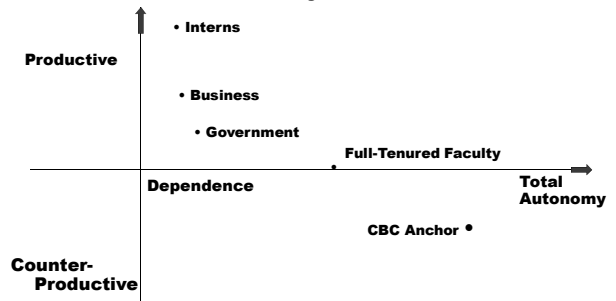 • Interns
Productive
• Business
• Government
Full-Tenured Faculty
Dependence
Total
Autonomy
CBC Anchor •
Counter-
Productive